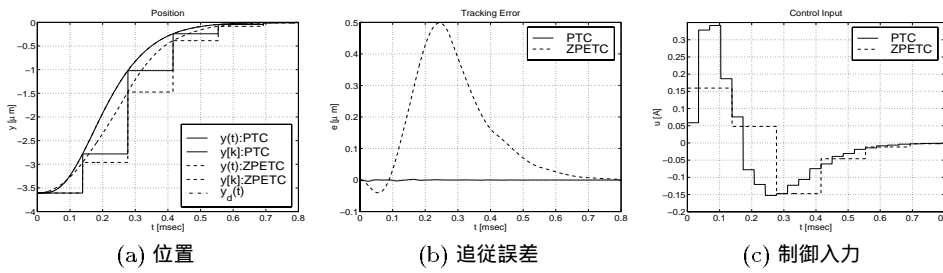 Position
0
−0.5
−1
−1.5
−2
−2.5
−3
−3.5
−4
y [μ m]
0 0.1 0.2 0.3 0.4 0.5 0.6 0.7 0.8
t [msec]
y(t):PTC
y[k]:PTC
y(t):ZPETC
y[k]:ZPETC
y_d(t)
(a) 位置
Tracking Error
0.5
0.4
0.3
0.2
0.1
0
−0.1
e [μ m]
0 0.1 0.2 0.3 0.4 0.5 0.6 0.7 0.8
t [msec]
PTC
ZPETC
(b) 追従誤差
Control Input
0.3
0.25
0.2
0.15
0.1
0.05
0
−0.05
−0.1
−0.15
−0.2
u [A]
0 0.1 0.2 0.3 0.4 0.5 0.6 0.7 0.8
t [msec]
PTC
ZPETC
(c) 制御入力